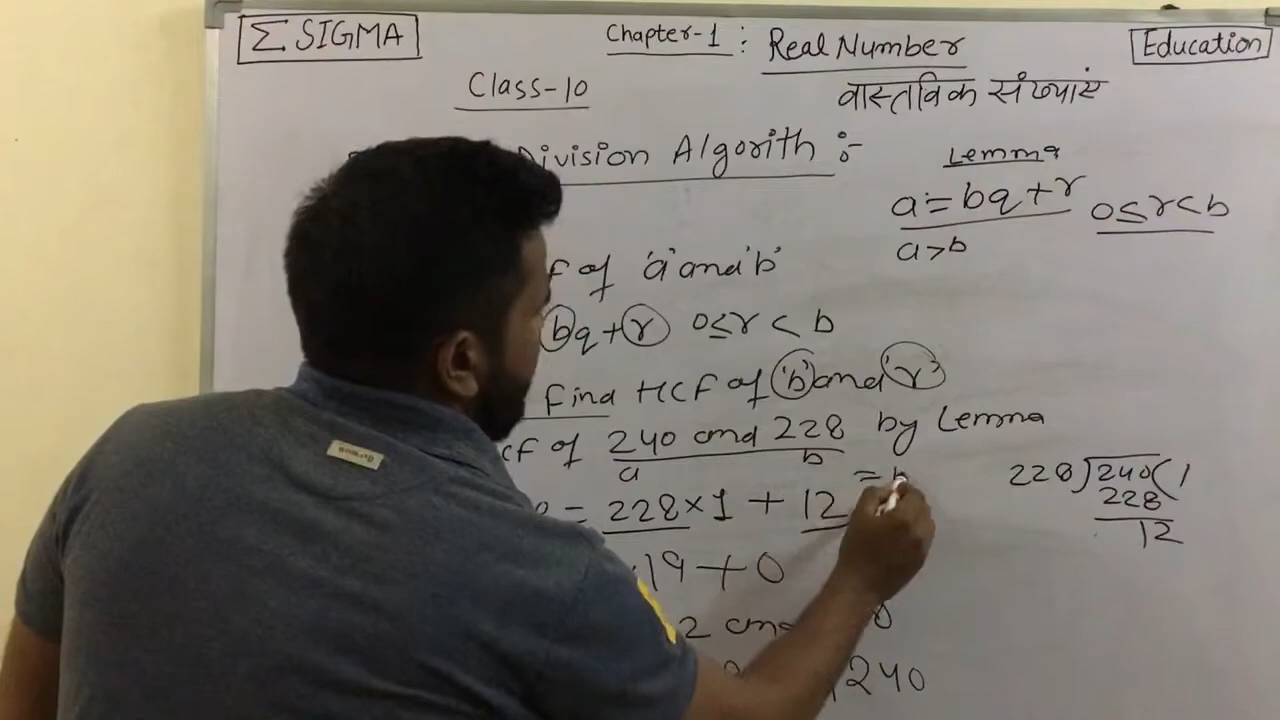 Σ SIGMA
Chapter-1 : Real Number
Education
Class-10
वास्तविक संख्याएं
Division Algorith :-
Lemma
a = bq + r 0 ≤ r < b
a > b
of 'a' and 'b'
bq + r 0 ≤ r < b
Find HCF of 'b' and 'r'
of 240 and 228 by Lemma
a b
= 228 × 1 + 12 =
228 ) 240 ( 1
228
12
19 + 0
2 and
240